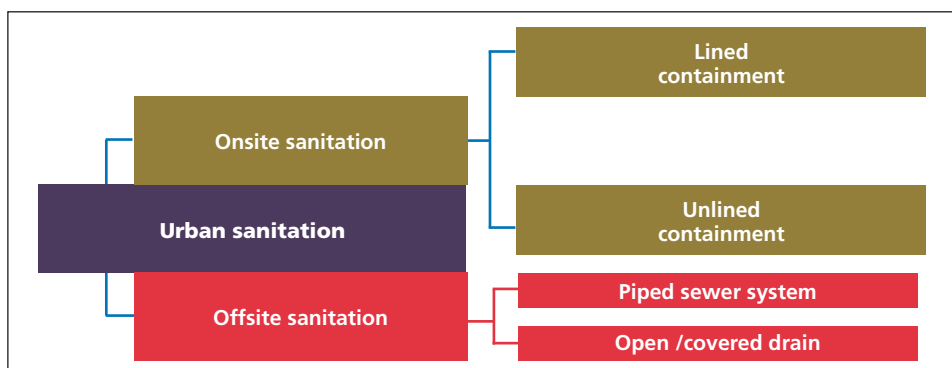 Lined
containment
Onsite sanitation
Unlined
containment
Urban sanitation
Piped sewer system
Offsite sanitation
Open /covered drain